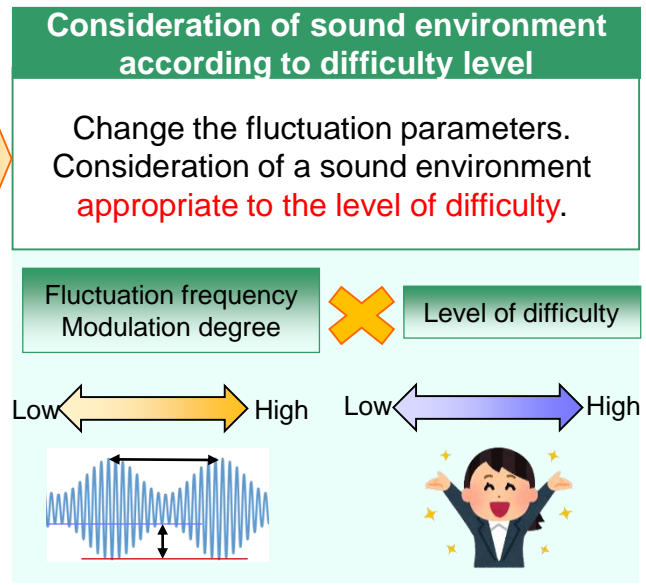 Consideration of sound environment
according to difficulty level
Change the fluctuation parameters.
Consideration of a sound environment
appropriate to the level of difficulty.
Fluctuation frequency
Modulation degree
Level of difficulty
Low
High
Low
High